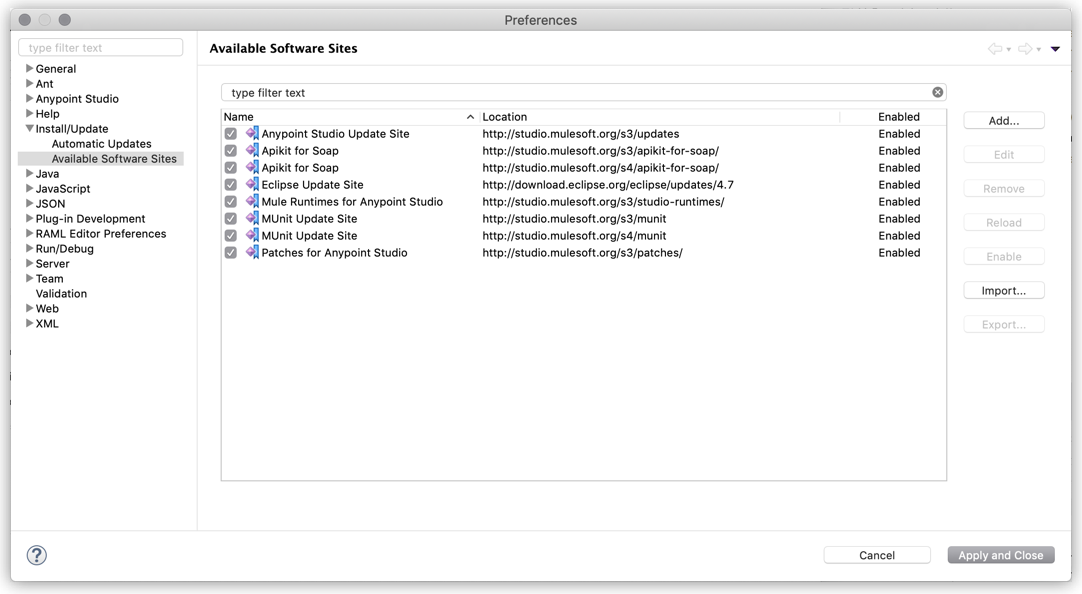 Preferences
type filter text
General
Ant
Anypoint Studio
Help
Install/Update
Automatic Updates
Available Software Sites
Java
JavaScript
JSON
Plug-in Development
RAML Editor Preferences
Run/Debug
Server
Team
Validation
Web
XML
Available Software Sites
type filter text
Name Location Enabled
Anypoint Studio Update Site http://studio.mulesoft.org/s3/updates Enabled
Apikit for Soap http://studio.mulesoft.org/s3/apikit-for-soap/ Enabled
Apikit for Soap http://studio.mulesoft.org/s4/apikit-for-soap/ Enabled
Eclipse Update Site http://download.eclipse.org/eclipse/updates/4.7 Enabled
Mule Runtimes for Anypoint Studio http://studio.mulesoft.org/s3/studio-runtimes/ Enabled
MUnit Update Site http://studio.mulesoft.org/s3/munit Enabled
MUnit Update Site http://studio.mulesoft.org/s4/munit Enabled
Patches for Anypoint Studio http://studio.mulesoft.org/s3/patches/ Enabled
Add...
Edit
Remove
Reload
Enable
Import...
Export...
?
Cancel
Apply and Close